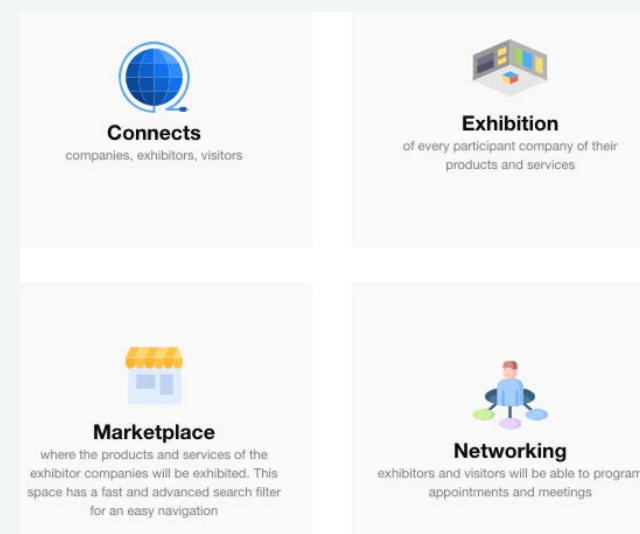 Connects
companies, exhibitors, visitors
Exhibition
of every participant company of their
products and services
Marketplace
where the products and services of the
exhibitor companies will be exhibited. This
space has a fast and advanced search filter
for an easy navigation
Networking
exhibitors and visitors will be able to program
appointments and meetings